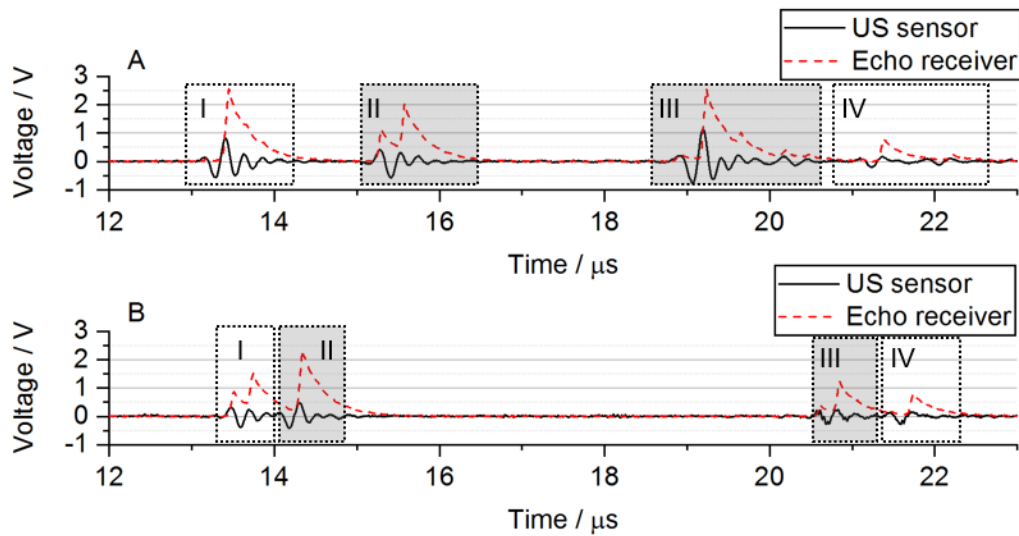 US sensor
Echo receiver
A
3
2
1
0
-1
Voltage / V
I
II
III
IV
12 14 16 18 20 22
Time / μs
US sensor
Echo receiver
B
3
2
1
0
-1
Voltage / V
I
II
III
IV
12 14 16 18 20 22
Time / μs